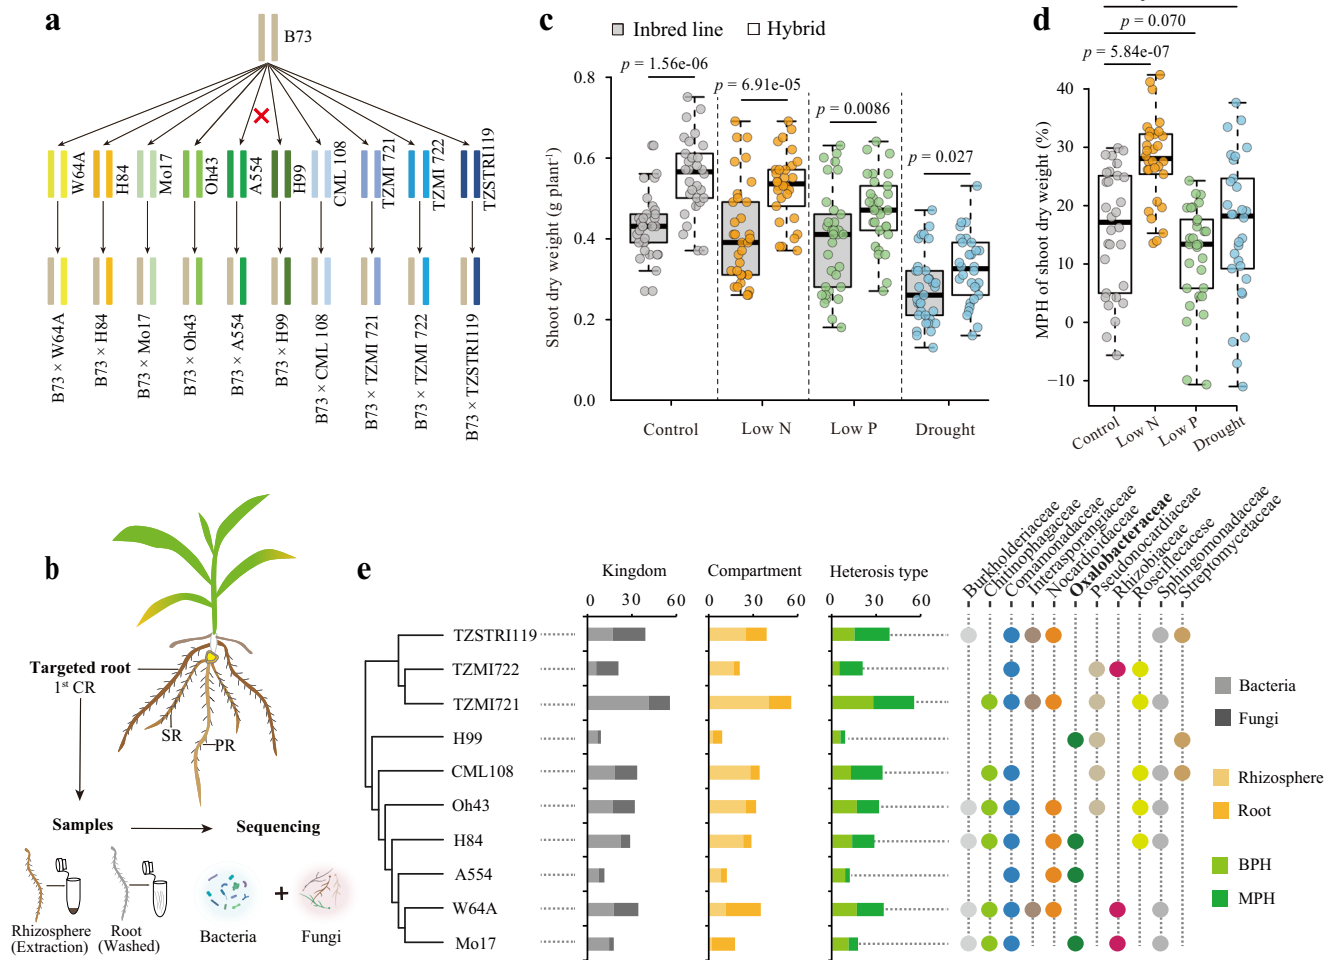 a
B73
W64A
H84
Mo17
Oh43
A554
H99
CML 108
TZMI 721
TZMI 722
TZSTRI119
B73 × W64A
B73 × H84
B73 × Mo17
B73 × Oh43
B73 × A554
B73 × H99
B73 × CML 108
B73 × TZMI 721
B73 × TZMI 722
B73 × TZSTRI119
c
Inbred line
Hybrid
Shoot dry weight (g plant⁻¹)
0.8
0.6
0.4
0.2
0.0
p = 1.56e-06
p = 6.91e-05
p = 0.0086
p = 0.027
Control
Low N
Low P
Drought
d
p = 0.070
p = 5.84e-07
MPH of shoot dry weight (%)
40
30
20
10
0
−10
Control
Low N
Low P
Drought
b
Targeted root
1st CR
SR
PR
Samples
Sequencing
Rhizosphere
(Extraction)
Root
(Washed)
Bacteria
+
Fungi
e
Kingdom
0 30 60
Compartment
0 30 60
Heterosis type
0 30 60
Burkholderiaceae
Chitinophagaceae
Comamonadaceae
Interasporangiaceae
Nocardioidaceae
Oxalobacteraceae
Pseudonocardiaceae
Rhizobiaceae
Roseiflecacese
Sphingomonadaceae
Streptomycetaceae
TZSTRI119
TZMI722
TZMI721
H99
CML108
Oh43
H84
A554
W64A
Mo17
Bacteria
Fungi
Rhizosphere
Root
BPH
MPH